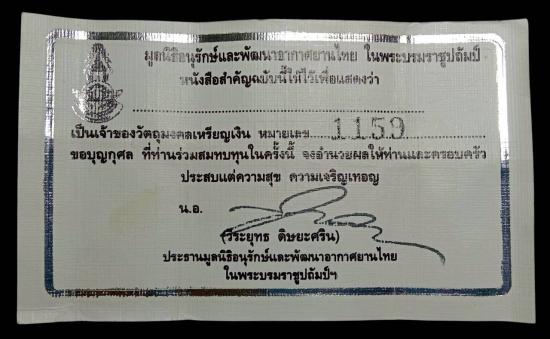 มูลนิธิอนุรักษ์และพัฒนาอากาศยานไทย ในพระบรมราชูปถัมป์
หนังสือสำคัญฉบับนี้ให้ไว้เพื่อแสดงว่า
เป็นเจ้าของวัตถุมงคลเหรียญเงิน หมายเลข 1159
ขอบุญกุศล ที่ท่านร่วมสมทบทุนในครั้งนี้ จงอำนวยผลให้ท่านและครอบครัว
ประสบแต่ความสุข ความเจริญเทอญ
น.อ.
(วีระยุทธ ดิษยะศริน)
ประธานมูลนิธิอนุรักษ์และพัฒนาอากาศยานไทย
ในพระบรมราชูปถัมป์ฯ